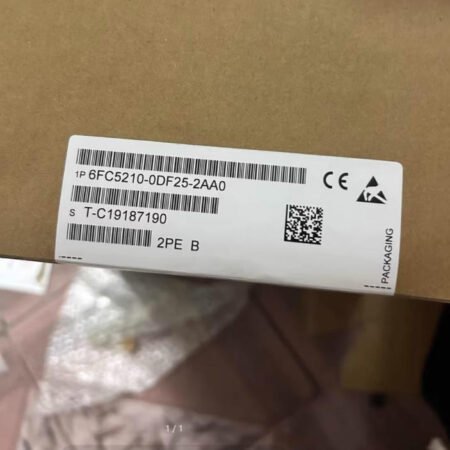 1P 6FC5210-0DF25-2AA0
CE
S T-C19187190
2PE B
PACKAGING
1/1